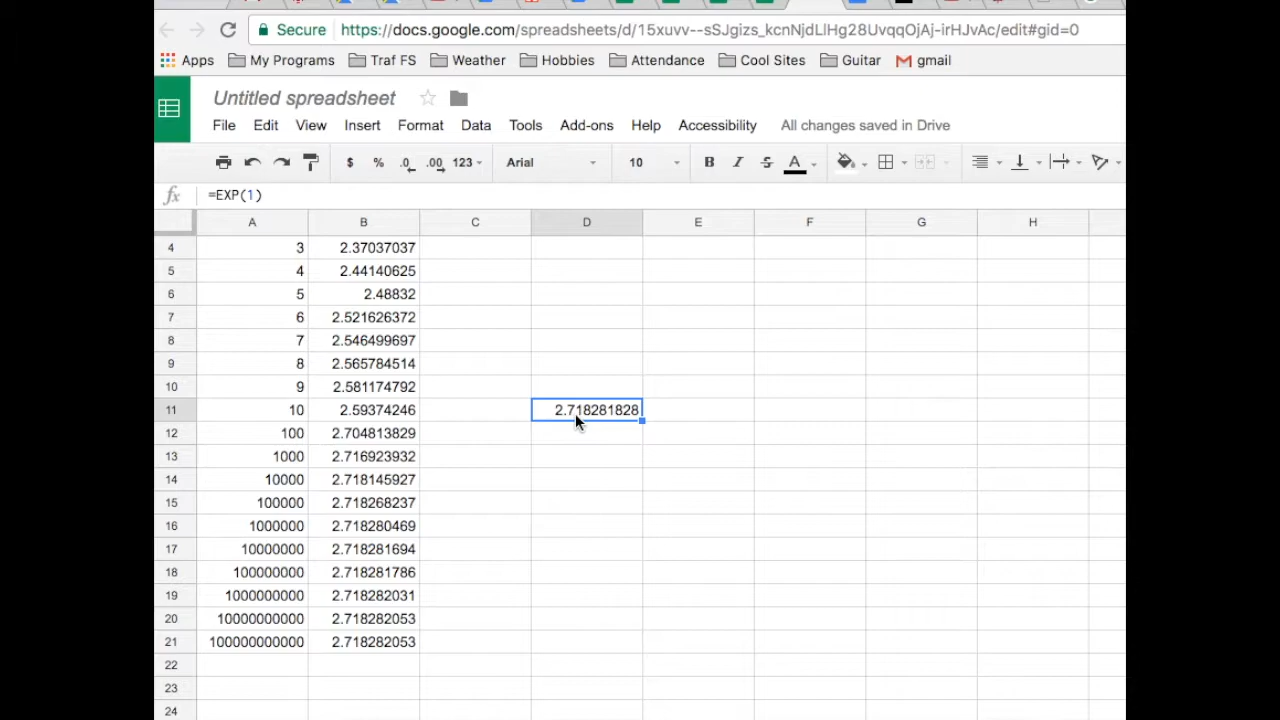 Secure https://docs.google.com/spreadsheets/d/15xuvv--sSJgizs_kcnNjdLlHg28UvqqOjAj-irHJvAc/edit#gid=0
Apps My Programs Traf FS Weather Hobbies Attendance Cool Sites Guitar gmail
Untitled spreadsheet
File Edit View Insert Format Data Tools Add-ons Help Accessibility All changes saved in Drive
$ % .0 .00 123 Arial 10 B I S A
fx =EXP(1)
A B C D E F G H
4 3 2.37037037
5 4 2.44140625
6 5 2.48832
7 6 2.521626372
8 7 2.546499697
9 8 2.565784514
10 9 2.581174792
11 10 2.59374246 2.718281828
12 100 2.704813829
13 1000 2.716923932
14 10000 2.718145927
15 100000 2.718268237
16 1000000 2.718280469
17 10000000 2.718281694
18 100000000 2.718281786
19 1000000000 2.718282031
20 10000000000 2.718282053
21 100000000000 2.718282053
22
23
24